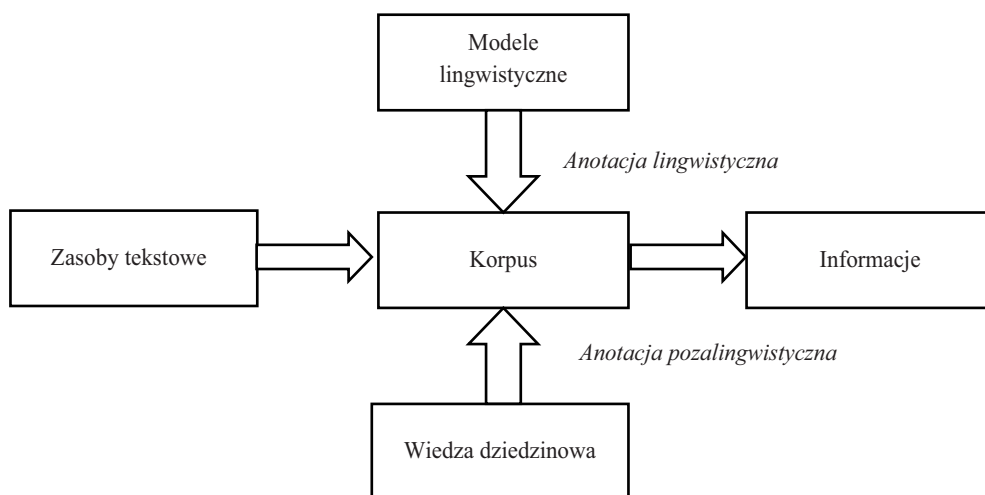 Modele
lingwistyczne
Anotacja lingwistyczna
Zasoby tekstowe
Korpus
Informacje
Anotacja pozalingwistyczna
Wiedza dziedzinowa